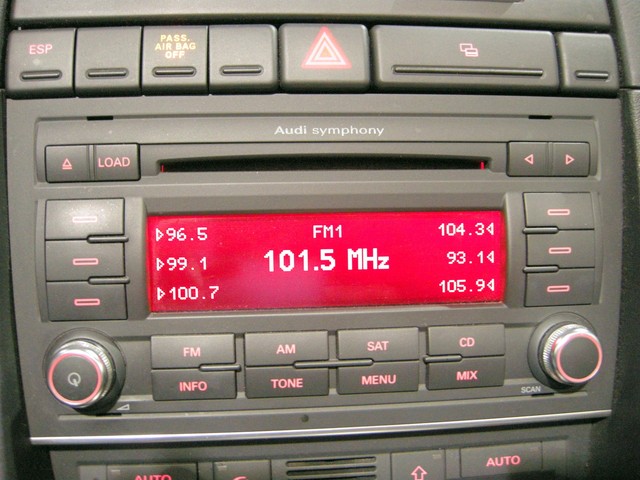 ESP
PASS.
AIR BAG
OFF
Audi symphony
LOAD
96.5 FM1 104.3
99.1 101.5 MHz 93.1
100.7 105.9
FM AM SAT CD
INFO TONE MENU MIX
SCAN
AUTO AUTO